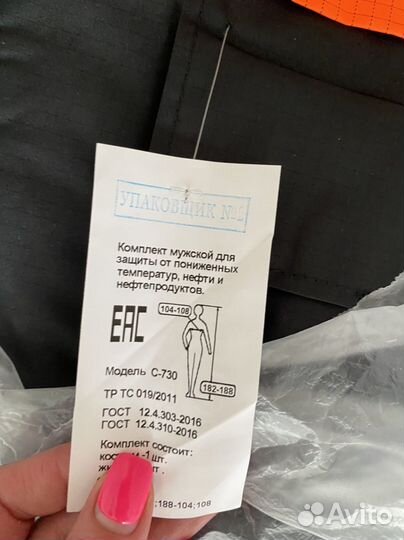 УПАКОВЩИК №2
Комплект мужской для
защиты от пониженных
температур, нефти и
нефтепродуктов.
104-108
EAC
182-188
Модель С-730
ТР ТС 019/2011
ГОСТ 12.4.303-2016
ГОСТ 12.4.310-2016
Комплект состоит:
-1 шт.
;188-104;108
Avito